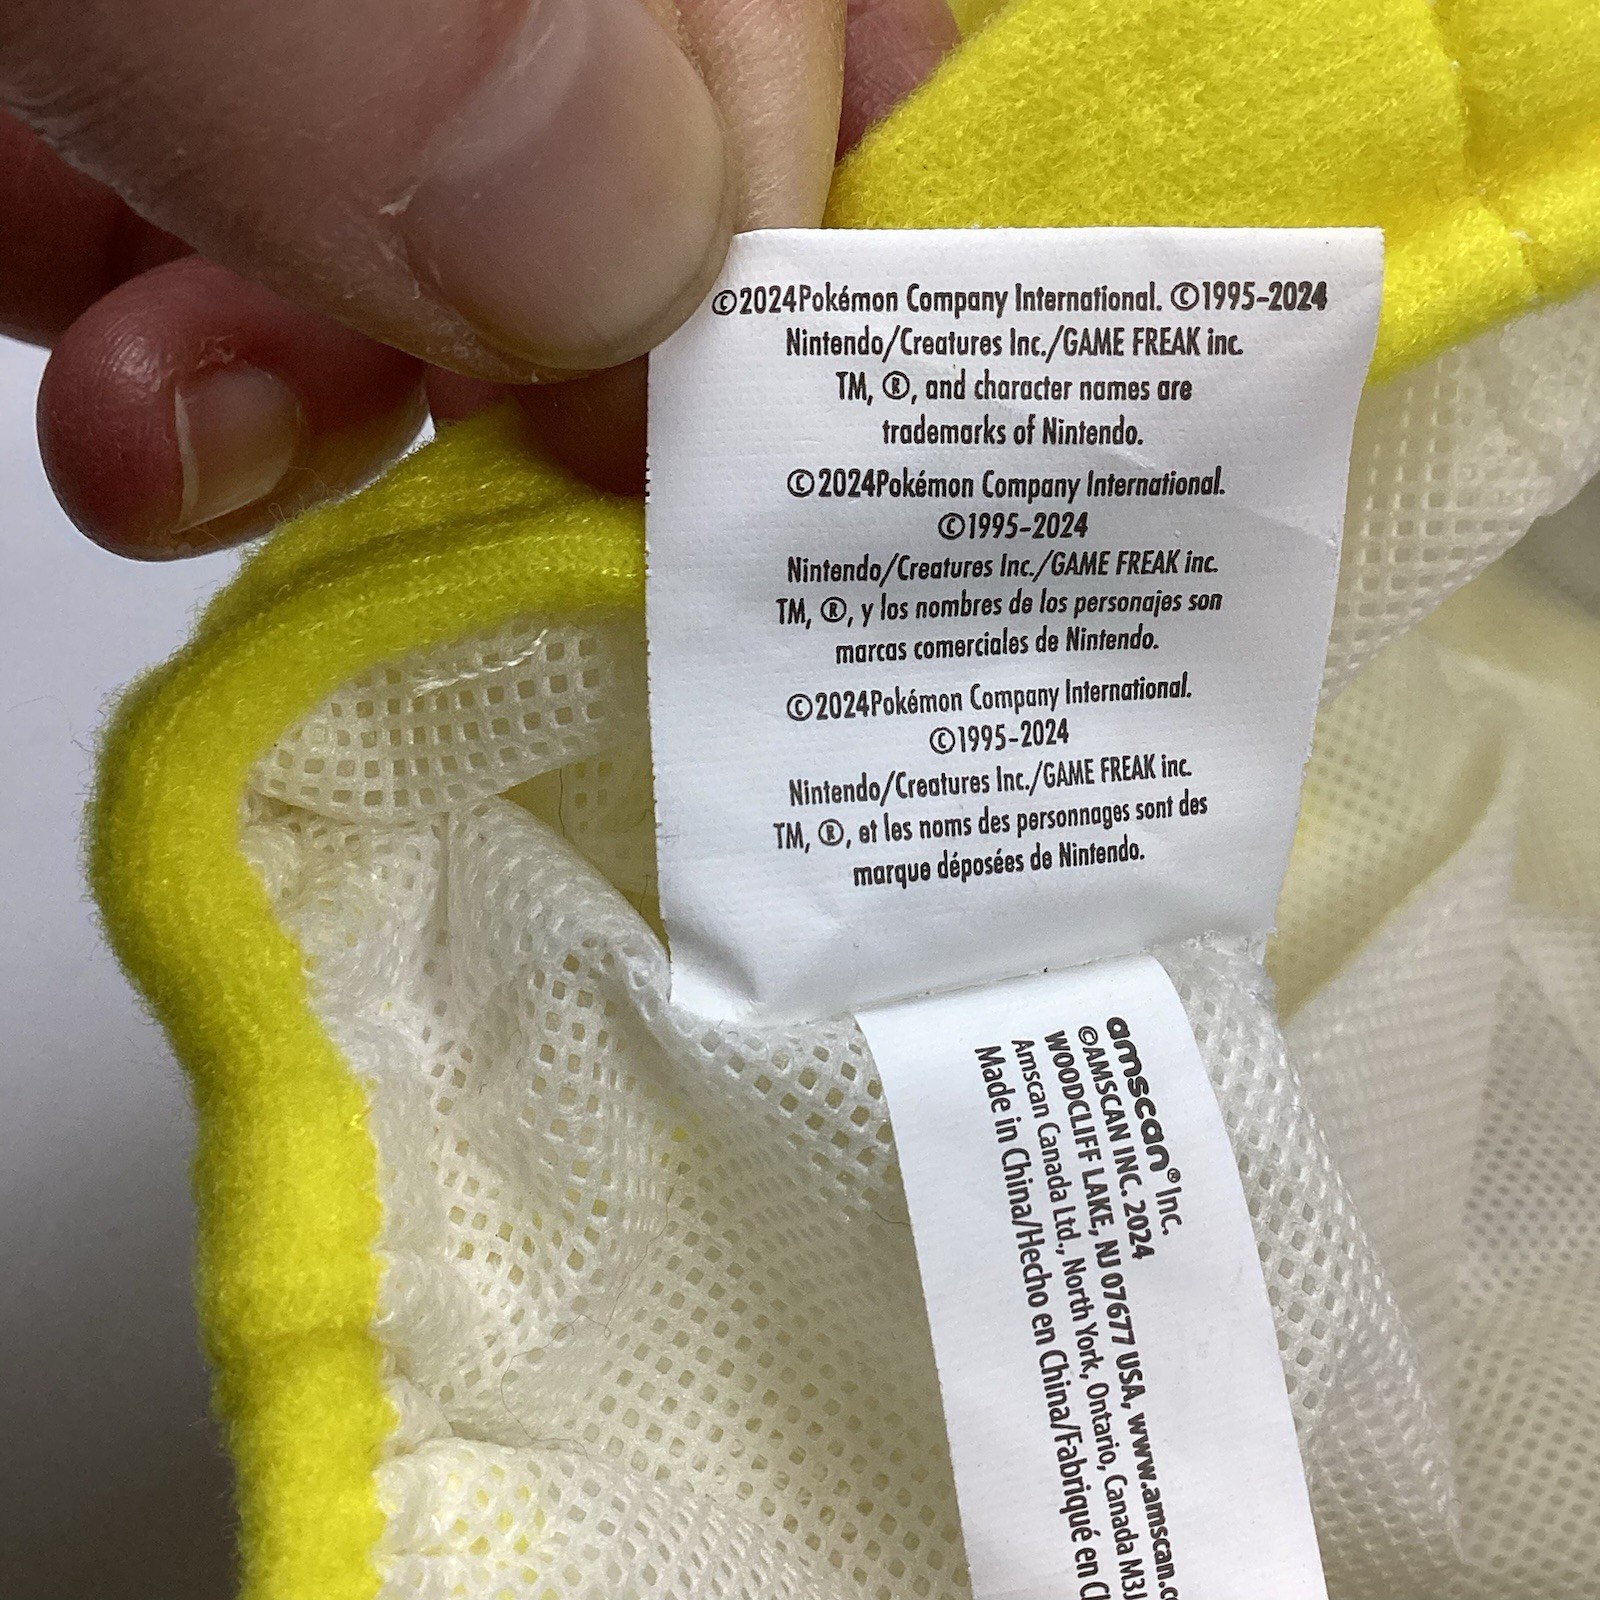 ©2024Pokémon Company International. ©1995-2024
Nintendo/Creatures Inc./GAME FREAK inc.
TM, ®, and character names are
trademarks of Nintendo.
©2024Pokémon Company International.
©1995-2024
Nintendo/Creatures Inc./GAME FREAK inc.
TM, ®, y los nombres de los personajes son
marcas comerciales de Nintendo.
©2024Pokémon Company International.
©1995-2024
Nintendo/Creatures Inc./GAME FREAK inc.
TM, ®, et les noms des personnages sont des
marque déposées de Nintendo.
amscan® Inc.
©AMSCAN INC. 2024
WOODCLIFF LAKE, NJ 07677 USA, www.amscan.c
Amscan Canada Ltd., North York, Ontario, Canada M3J
Made in China/Hecho en China/Fabriqué en